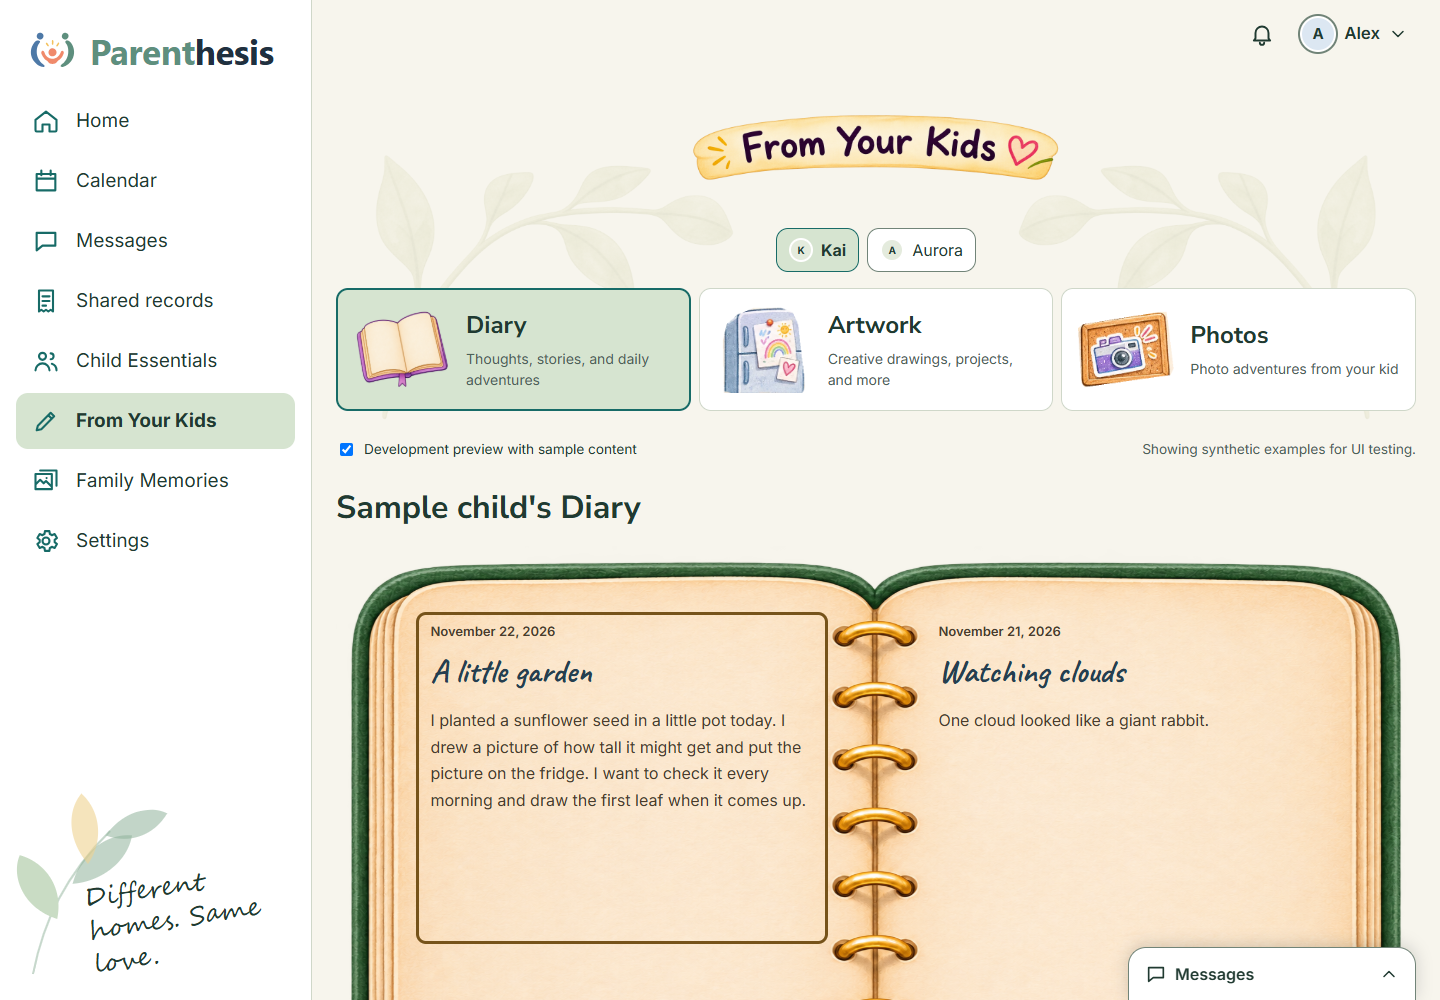 Parenthesis
Home
Calendar
Messages
Shared records
Child Essentials
From Your Kids
Family Memories
Settings
Different
homes. Same
love.
A
Alex
From Your Kids
K
Kai
A
Aurora
Diary
Thoughts, stories, and daily
adventures
Artwork
Creative drawings, projects,
and more
Photos
Photo adventures from your kid
Development preview with sample content
Showing synthetic examples for UI testing.
Sample child's Diary
November 22, 2026
A little garden
I planted a sunflower seed in a little pot today. I
drew a picture of how tall it might get and put the
picture on the fridge. I want to check it every
morning and draw the first leaf when it comes up.
November 21, 2026
Watching clouds
One cloud looked like a giant rabbit.
Messages